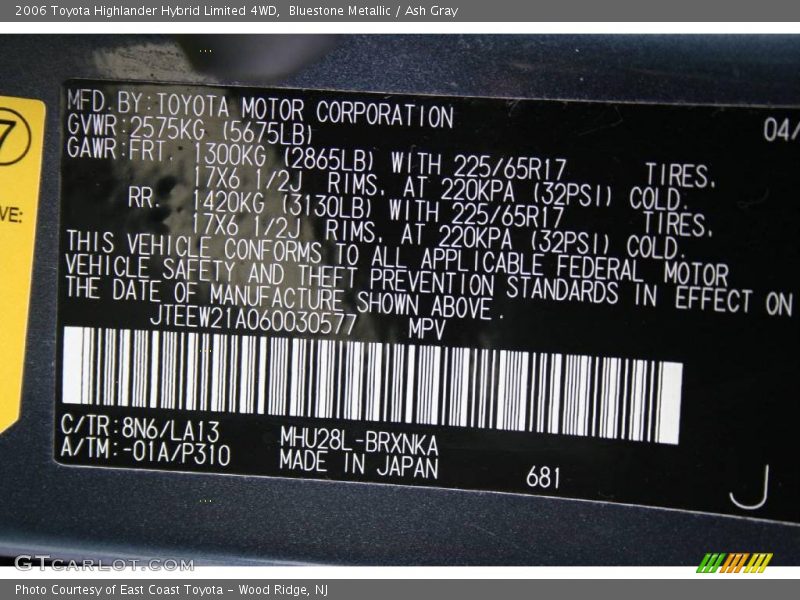 2006 Toyota Highlander Hybrid Limited 4WD,  Bluestone Metallic / Ash Gray
MFD.BY:TOYOTA MOTOR CORPORATION 04/
GVWR:2575KG (5675LB)
GAWR:FRT. 1300KG (2865LB) WITH 225/65R17 TIRES,
17X6 1/2J RIMS, AT 220KPA (32PSI) COLD.
RR. 1420KG (3130LB) WITH 225/65R17 TIRES,
17X6 1/2J RIMS, AT 220KPA (32PSI) COLD.
THIS VEHICLE CONFORMS TO ALL APPLICABLE FEDERAL MOTOR
VEHICLE SAFETY AND THEFT PREVENTION STANDARDS IN EFFECT ON
THE DATE OF MANUFACTURE SHOWN ABOVE.
JTEEW21A060030577 MPV
C/TR:8N6/LA13 MHU28L-BRXNKA
A/TM:-01A/P310 MADE IN JAPAN 681
J
7
VE:
GTCARLOT.COM
Photo Courtesy of East Coast Toyota - Wood Ridge, NJ